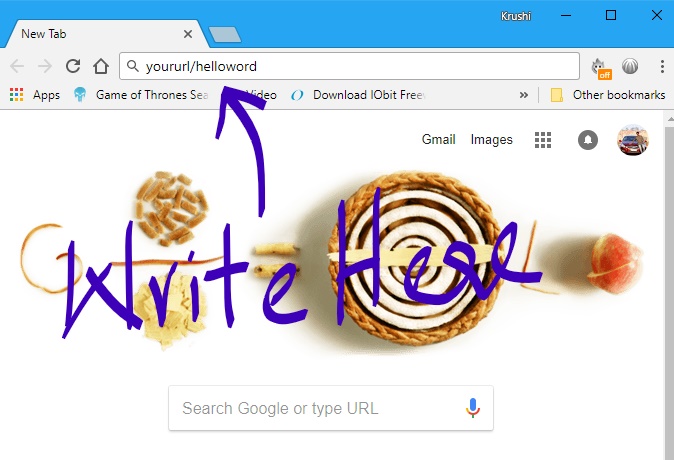 Krushi
New Tab
yoururl/helloword
off
Apps Game of Thrones Sea Video Download IObit Free » Other bookmarks
Gmail Images
Write Here
Search Google or type URL